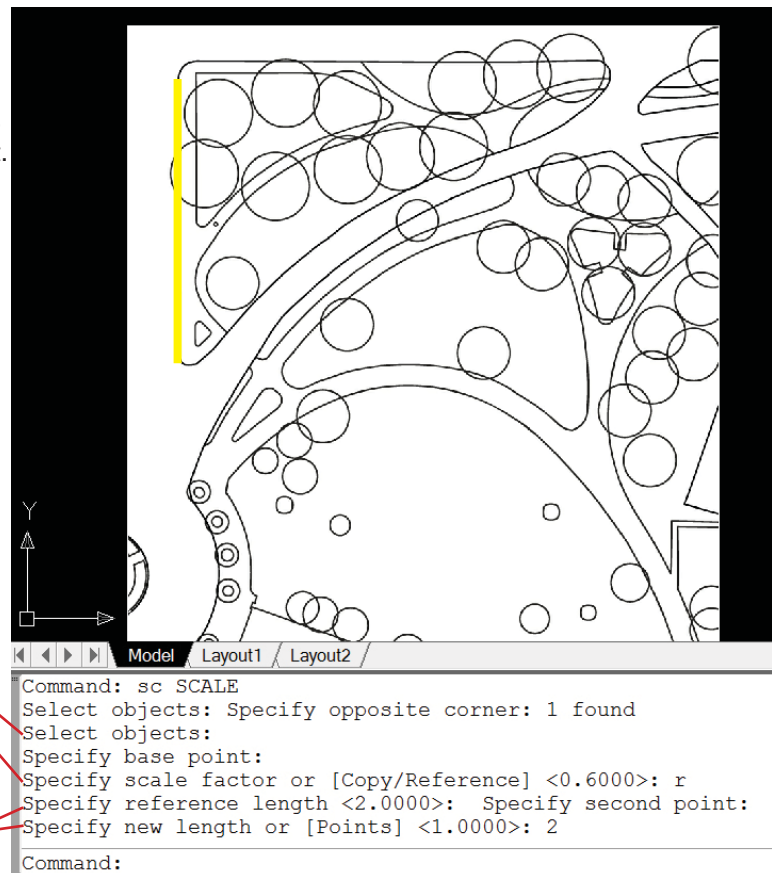 Y
Model Layout1 Layout2
Command: sc SCALE
Select objects: Specify opposite corner: 1 found
Select objects:
Specify base point:
Specify scale factor or [Copy/Reference] <0.6000>: r
Specify reference length <2.0000>:  Specify second point:
Specify new length or [Points] <1.0000>: 2
Command: